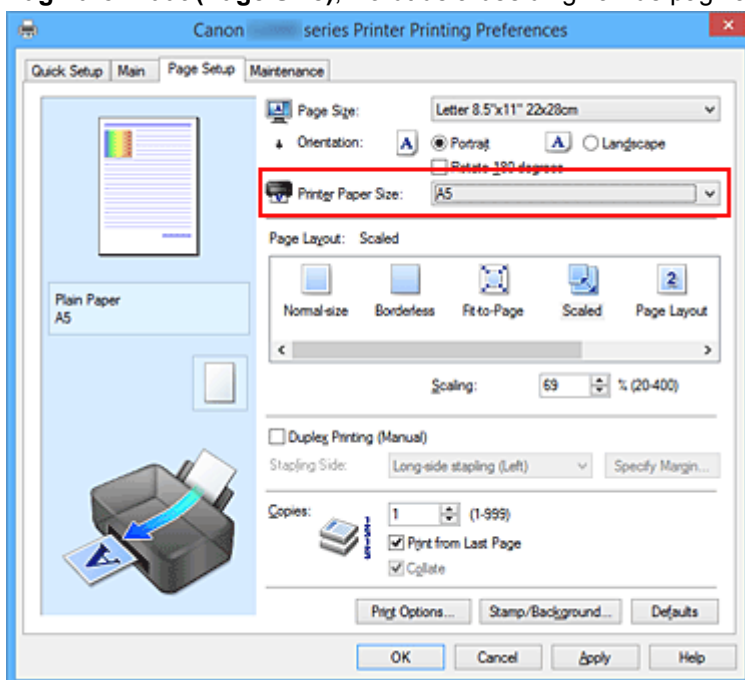 Canon series Printer Printing Preferences
Quick Setup Main Page Setup Maintenance
Page Size: Letter 8.5"x11" 22x28cm
Orientation: A Portrait A Landscape
Rotate 180 degrees
Printer Paper Size: A5
Page Layout: Scaled
2
Normal-size Borderless Fit-to-Page Scaled Page Layout
Plain Paper
A5
Scaling: 69 % (20-400)
Duplex Printing (Manual)
Stapling Side: Long-side stapling (Left) Specify Margin...
Copies: 1 (1-999)
Print from Last Page
Collate
Print Options... Stamp/Background... Defaults
OK Cancel Apply Help